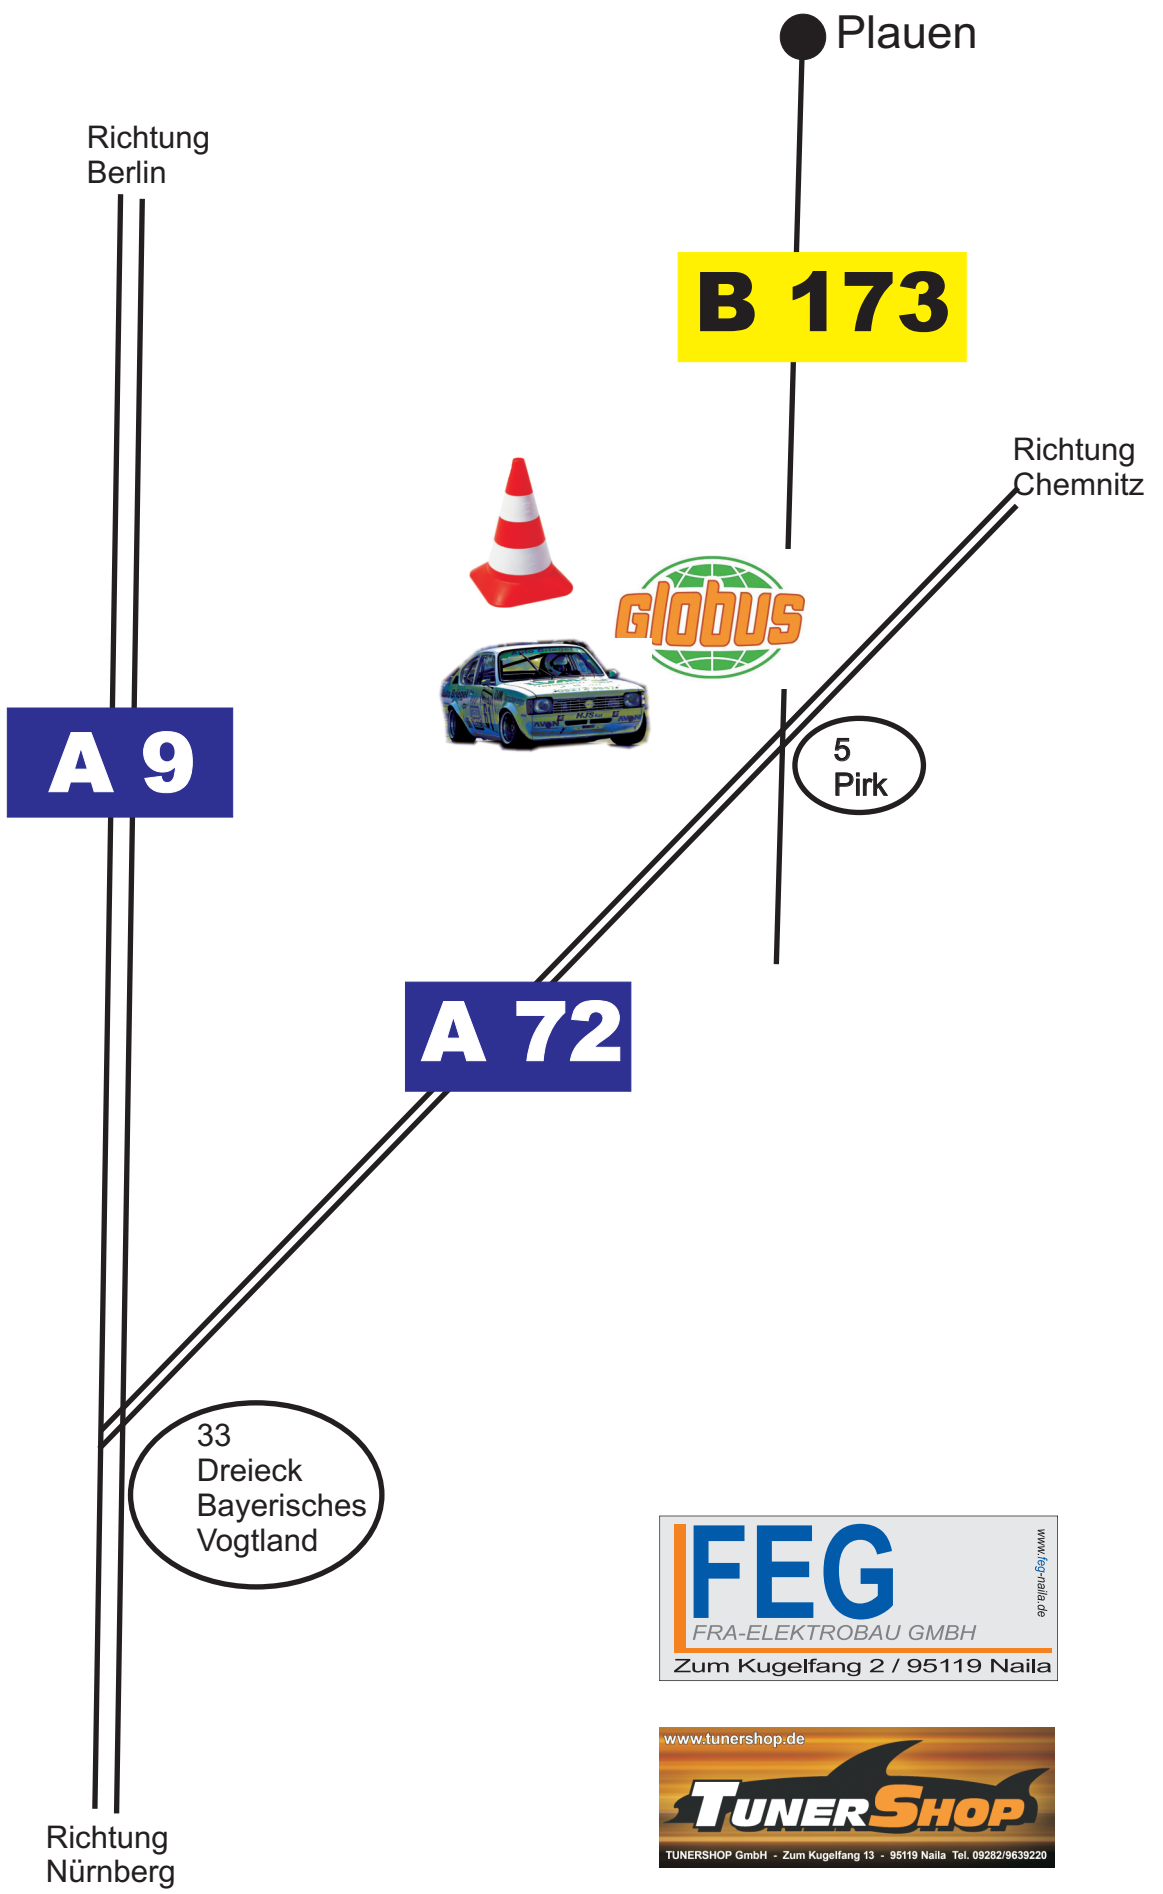 Plauen
Richtung
Berlin
B 173
Richtung
Chemnitz
Globus
HJS
AVON
A 9
5
Pirk
A 72
33
Dreieck
Bayerisches
Vogtland
FEG
www.feg-naila.de
FRA-ELEKTROBAU GMBH
Zum Kugelfang 2 / 95119 Naila
www.tunershop.de
TUNERSHOP
TUNERSHOP GmbH - Zum Kugelfang 13 - 95119 Naila Tel. 09282/9639220
Richtung
Nürnberg